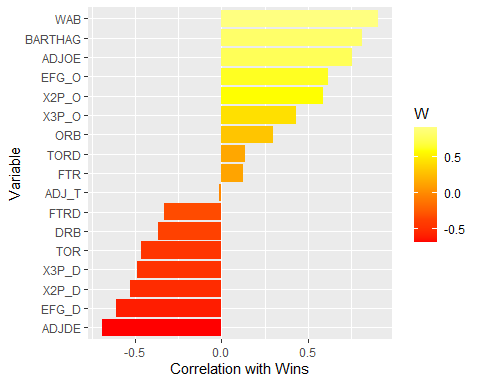 WAB
BARTHAG
ADJOE
EFG_O
X2P_O
X3P_O
ORB
TORD
FTR
ADJ_T
FTRD
DRB
TOR
X3P_D
X2P_D
EFG_D
ADJDE
Variable
-0.5 0.0 0.5
Correlation with Wins
W
0.5
0.0
-0.5